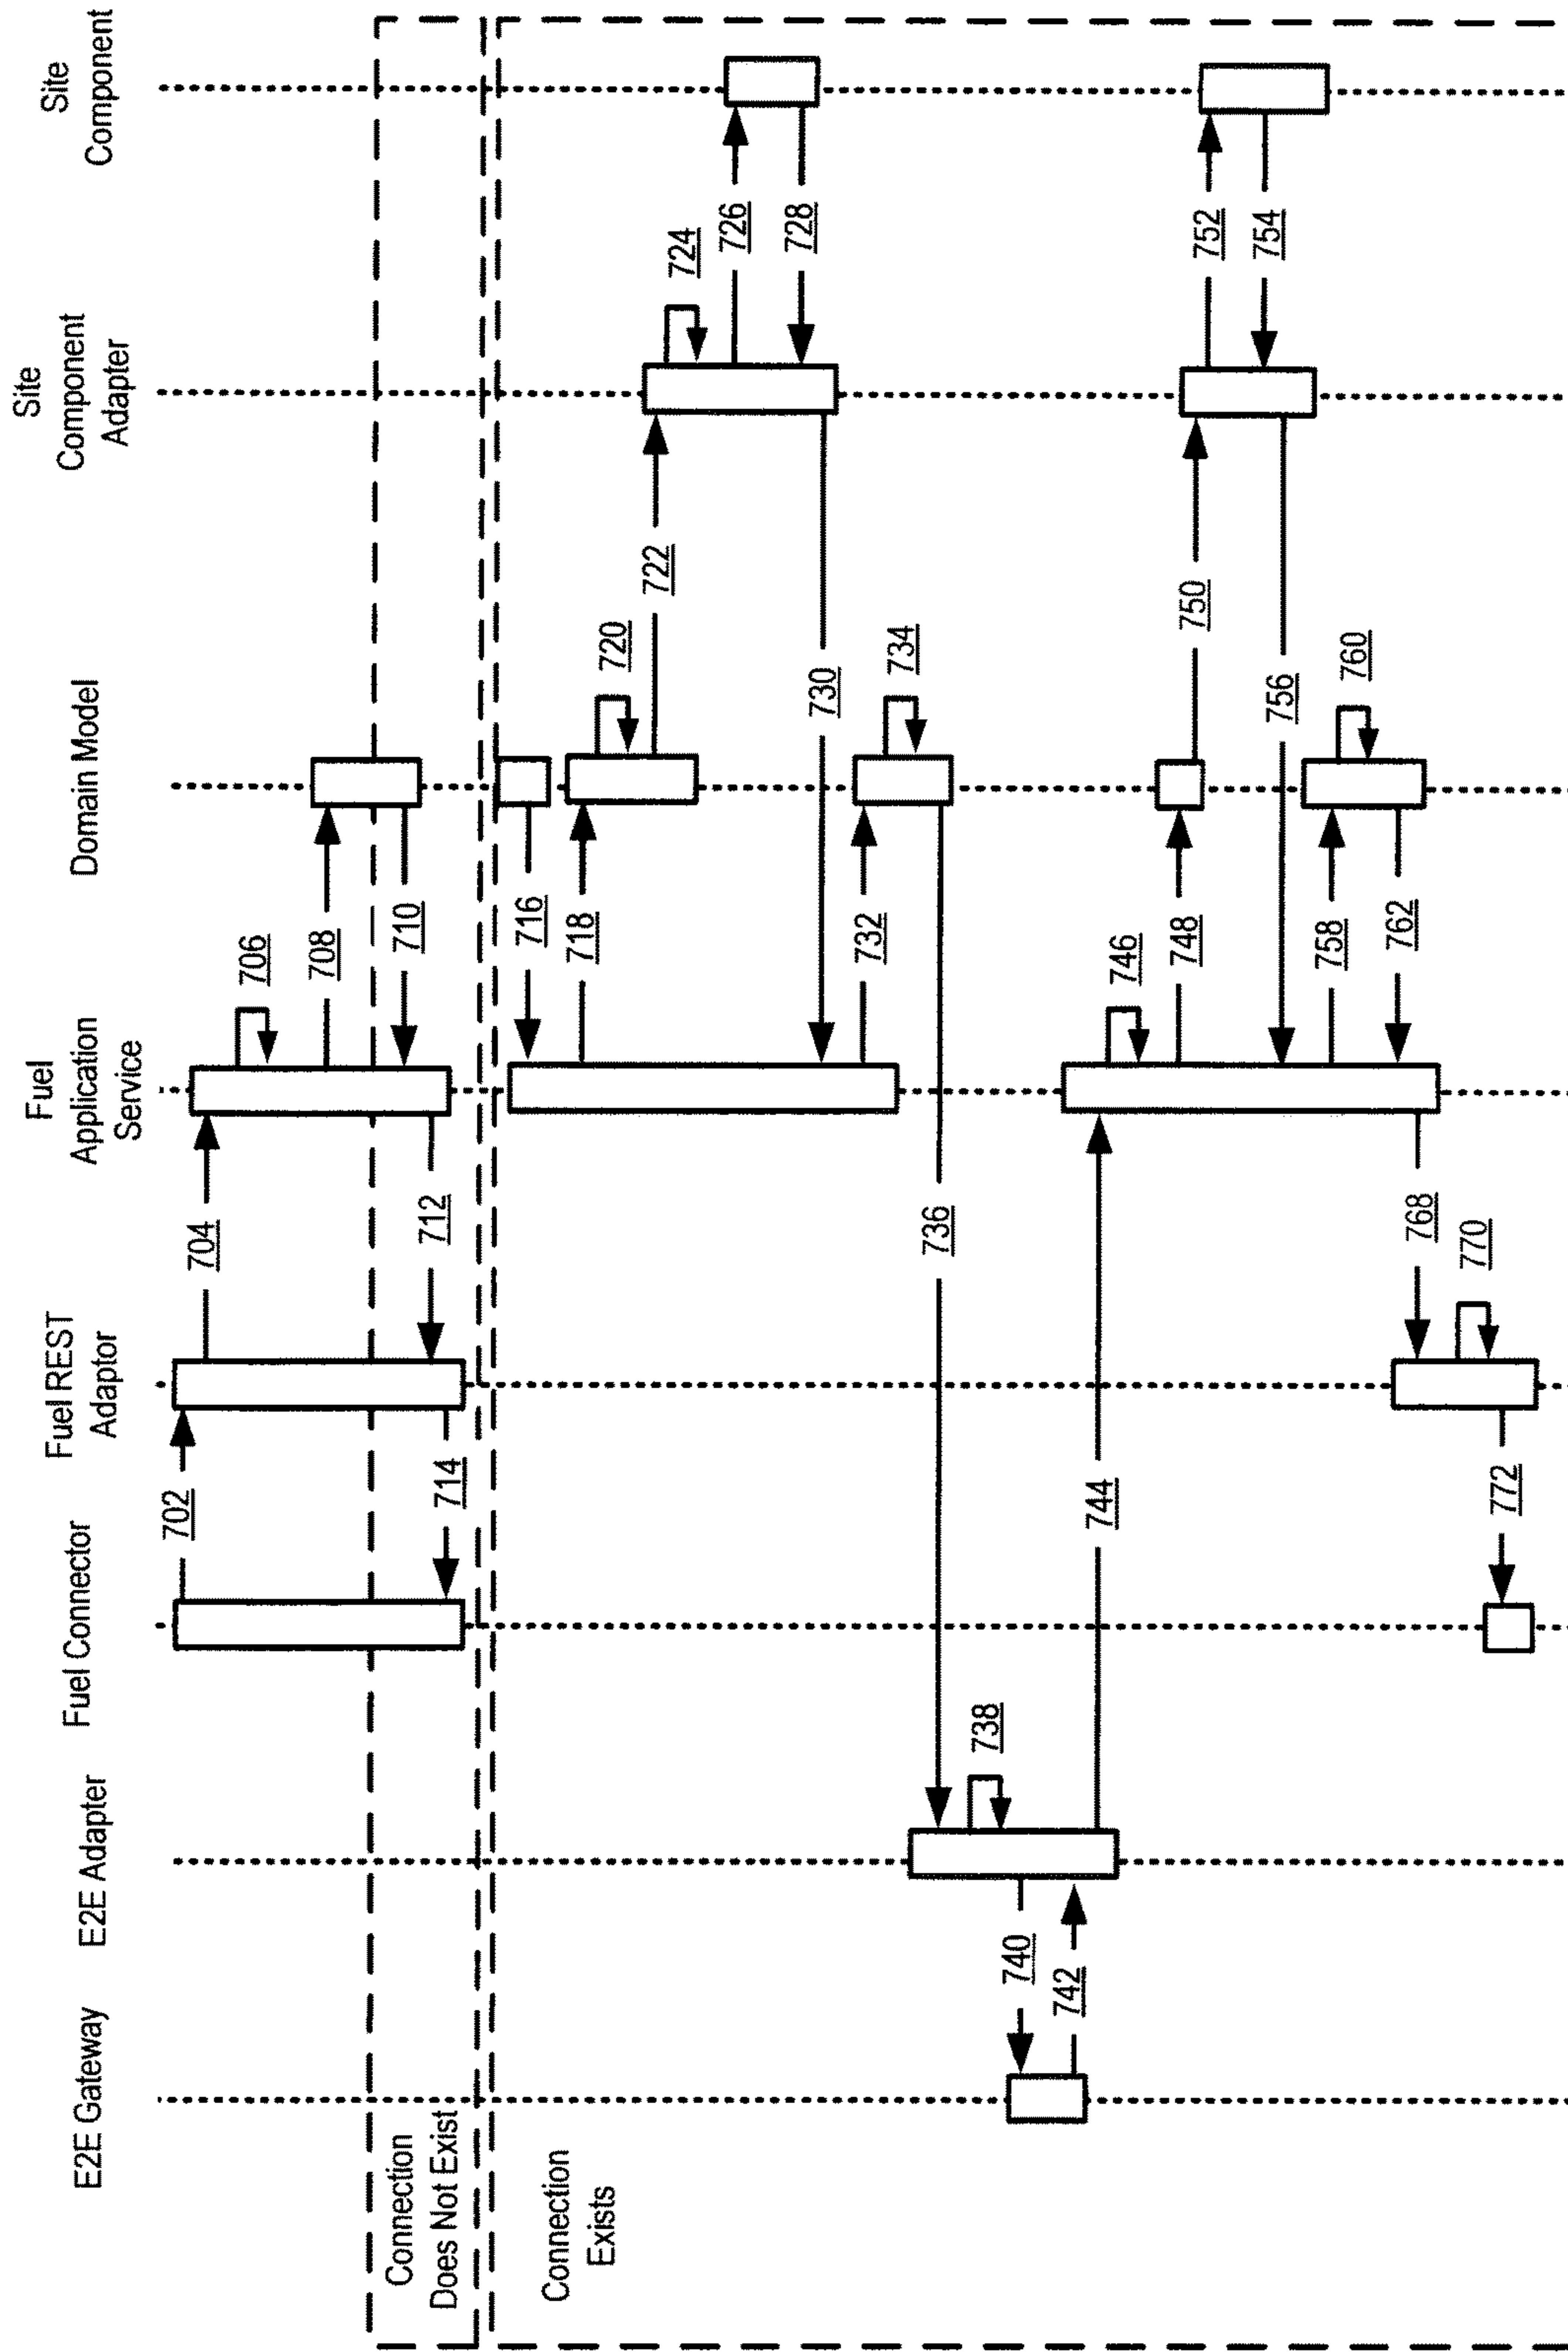 E2E Gateway
E2E Adapter
Fuel Connector
Fuel REST
Adaptor
Fuel
Application
Service
Domain Model
Site
Component
Adapter
Site
Component
702
704
706
708
Connection
Does Not Exist
710
712
714
Connection
Exists
716
718
720
722
724
726
728
730
732
734
736
738
740
742
744
746
748
750
752
754
756
758
760
762
768
770
772